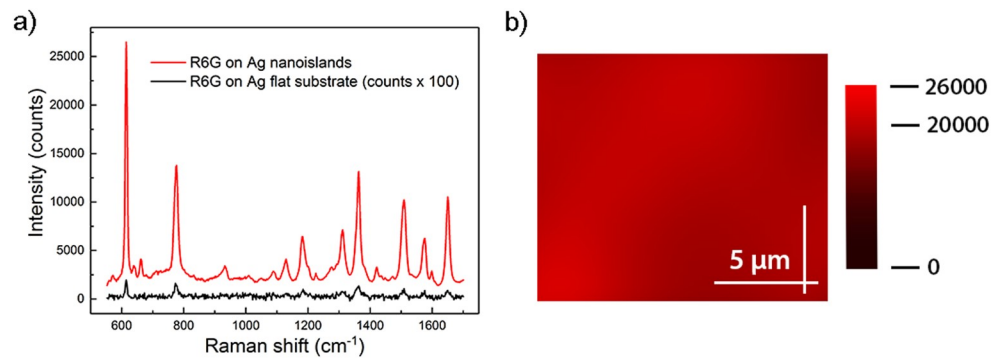 a)
25000
20000
15000
10000
5000
0
Intensity (counts)
R6G on Ag nanoislands
R6G on Ag flat substrate (counts x 100)
600 800 1000 1200 1400 1600
Raman shift (cm⁻¹)
b)
5 µm
26000
20000
0